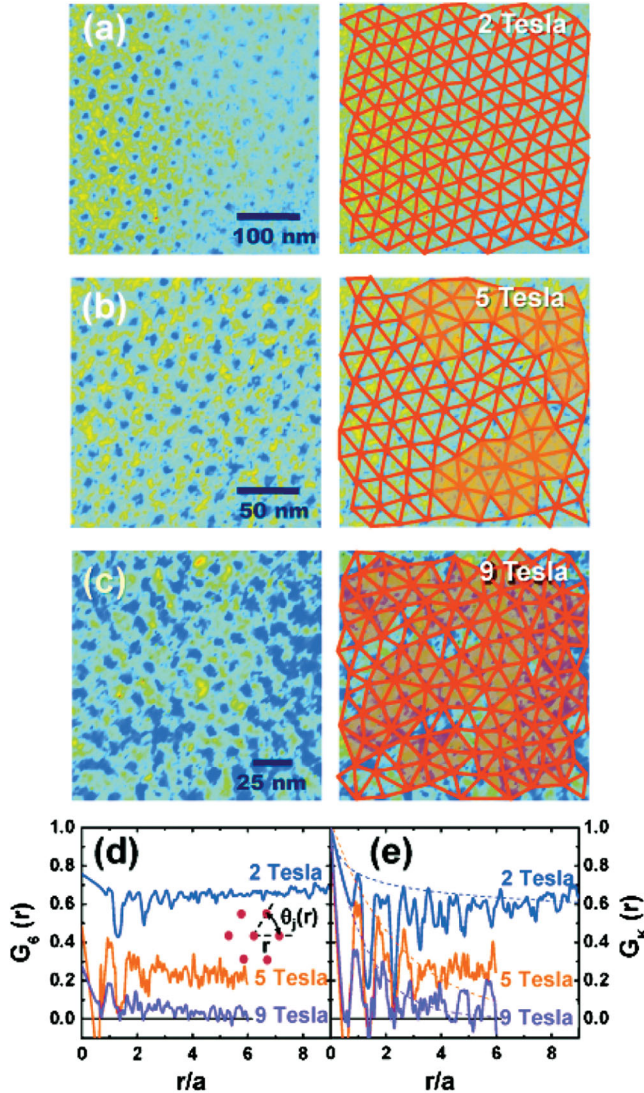 (a)
2 Tesla
100 nm
(b)
5 Tesla
50 nm
(c)
9 Tesla
25 nm
(d)
1.0
0.8
0.6
0.4
0.2
0.0
G₆ (r)
2 Tesla
θⱼ(r)
r
5 Tesla
9 Tesla
0 2 4 6 8
r/a
(e)
2 Tesla
5 Tesla
9 Tesla
1.0
0.8
0.6
0.4
0.2
0.0
G_K (r)
0 2 4 6 8
r/a